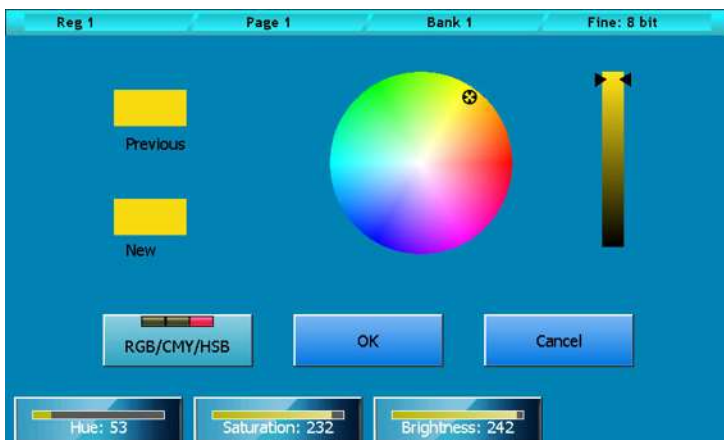 Reg 1
Page 1
Bank 1
Fine: 8 bit
Previous
New
RGB/CMY/HSB
OK
Cancel
Hue: 53
Saturation: 232
Brightness: 242